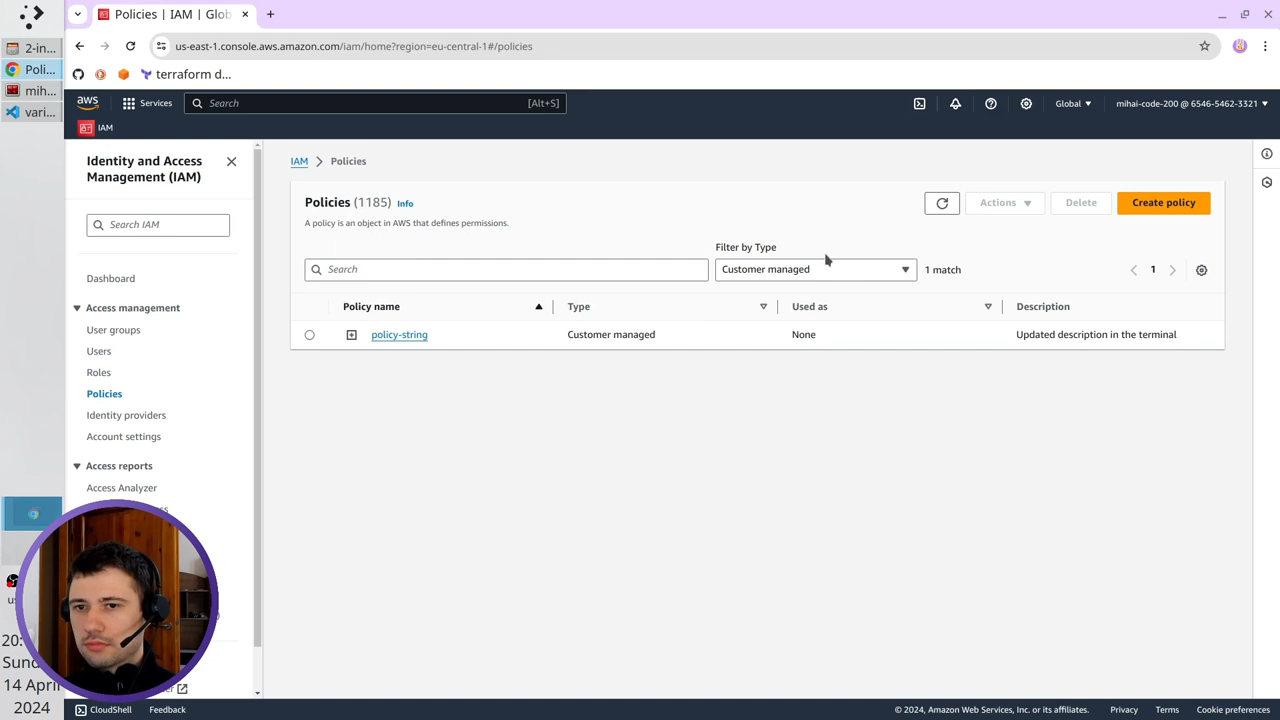 Policies | IAM | Glob
2-in...
Poli...
mih...
vari...
us-east-1.console.aws.amazon.com/iam/home?region=eu-central-1#/policies
terraform d...
aws
Services
Search
[Alt+S]
Global
mihai-code-200 @ 6546-5462-3321
IAM
Identity and Access Management (IAM)
Search IAM
Dashboard
Access management
User groups
Users
Roles
Policies
Identity providers
Account settings
Access reports
Access Analyzer
IAM > Policies
Policies (1185) Info
A policy is an object in AWS that defines permissions.
Actions
Delete
Create policy
Filter by Type
Search
Customer managed
1 match
1
Policy name
Type
Used as
Description
policy-string
Customer managed
None
Updated description in the terminal
20:
Sund
14 April
2024
CloudShell
Feedback
© 2024, Amazon Web Services, Inc. or its affiliates.
Privacy
Terms
Cookie preferences